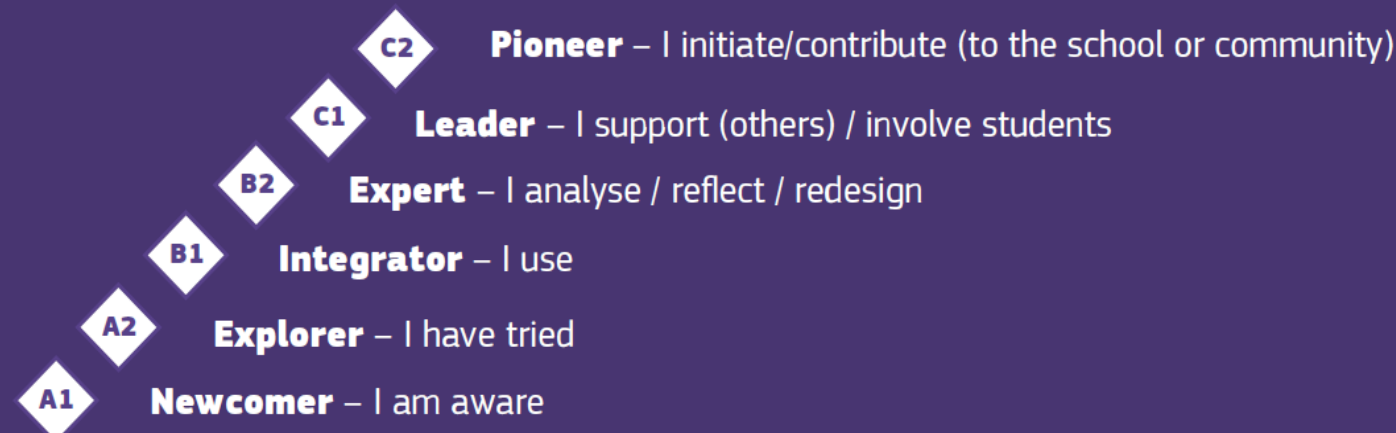 C2 Pioneer – I initiate/contribute (to the school or community)
C1 Leader – I support (others) / involve students
B2 Expert – I analyse / reflect / redesign
B1 Integrator – I use
A2 Explorer – I have tried
A1 Newcomer – I am aware